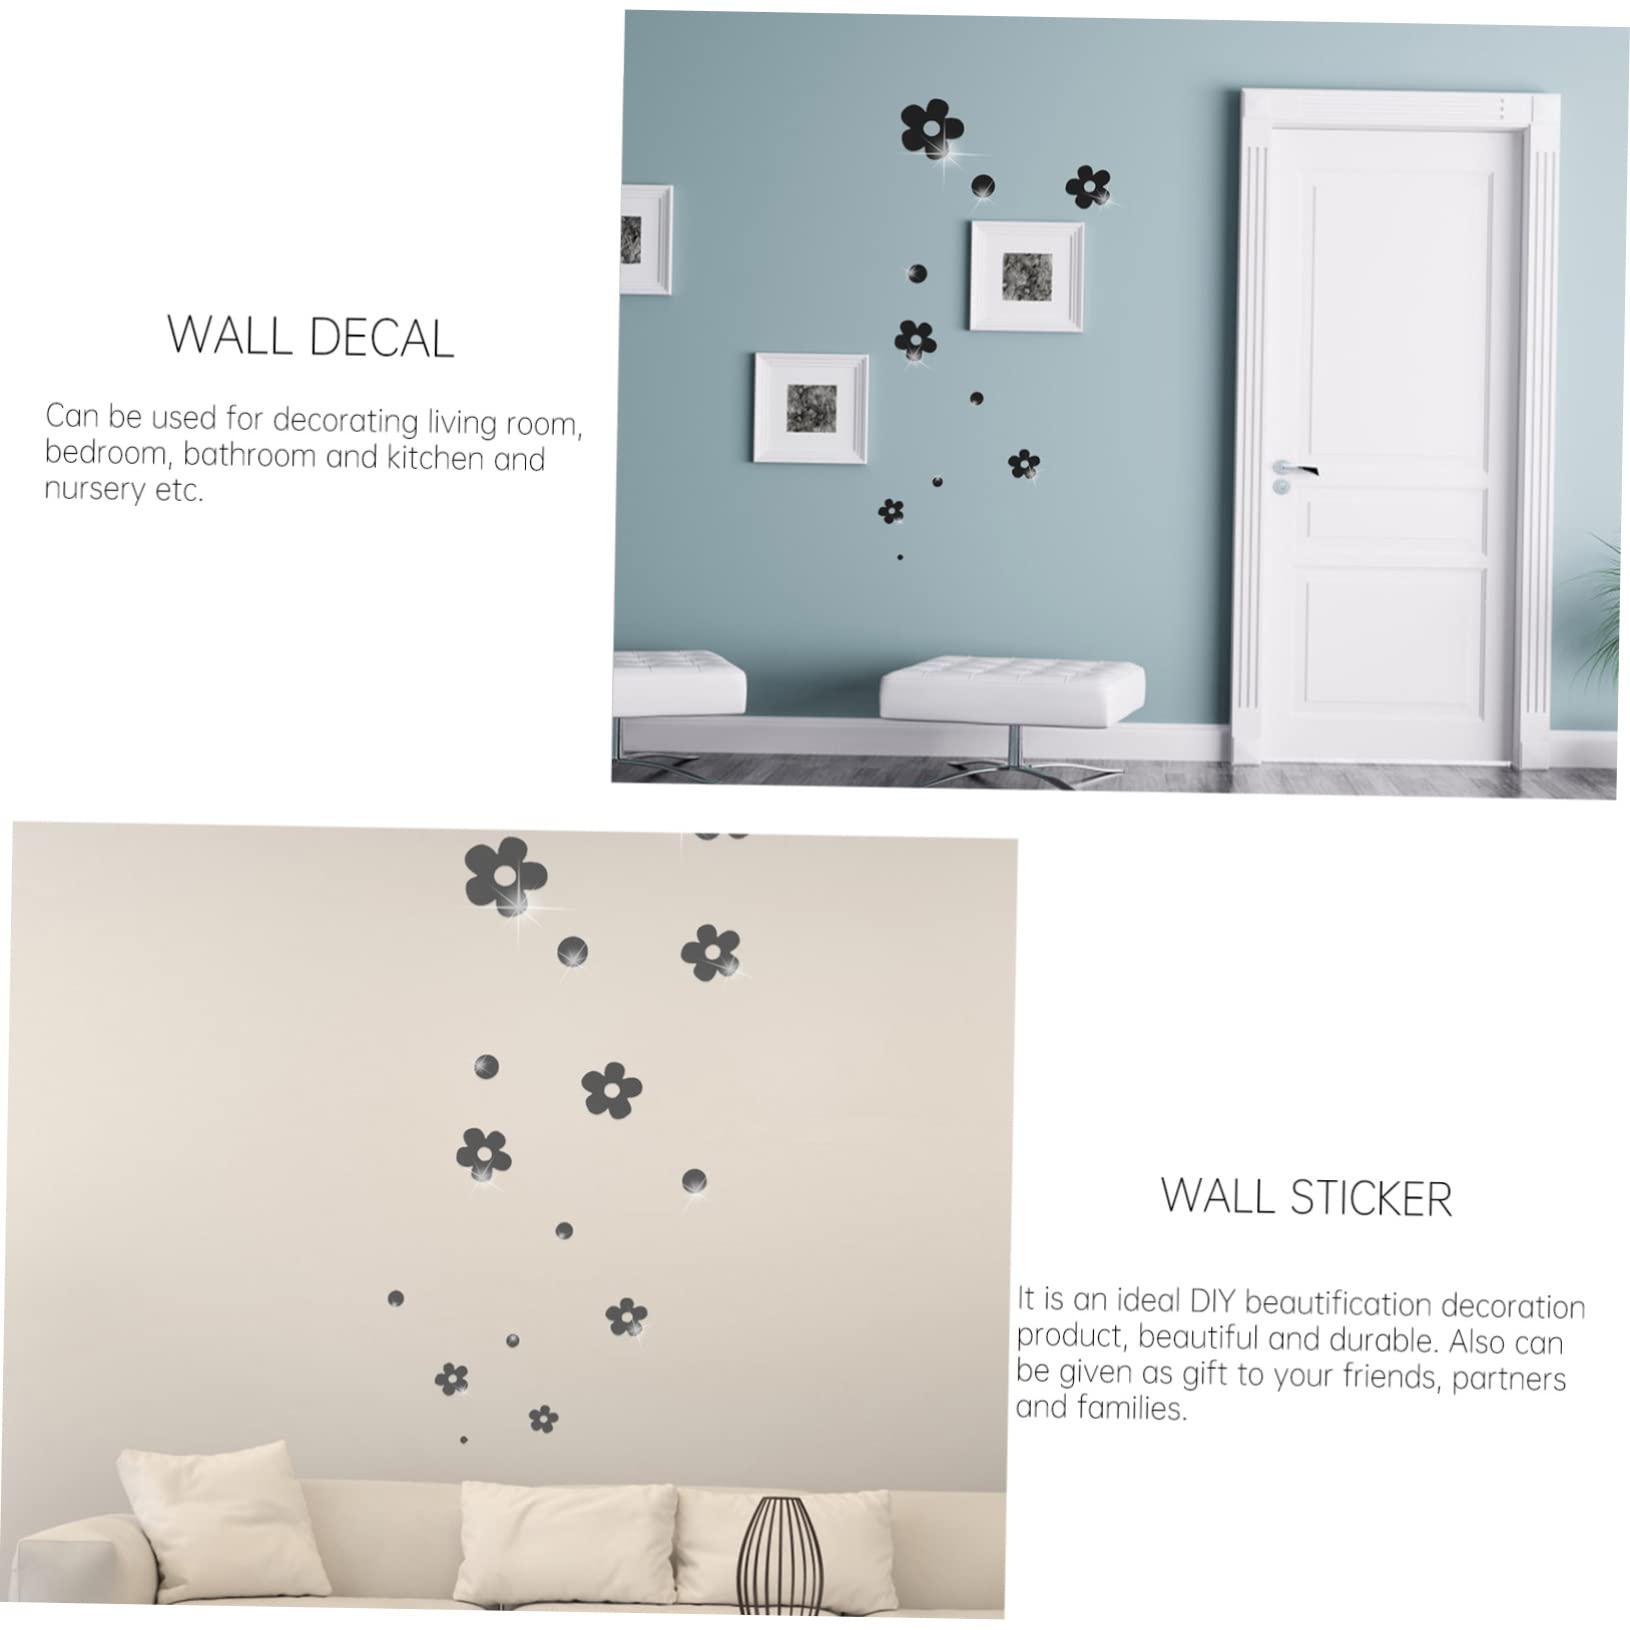 WALL DECAL
Can be used for decorating living room,
bedroom, bathroom and kitchen and
nursery etc.
WALL STICKER
It is an ideal DIY beautification decoration
product, beautiful and durable. Also can
be given as gift to your friends, partners
and families.